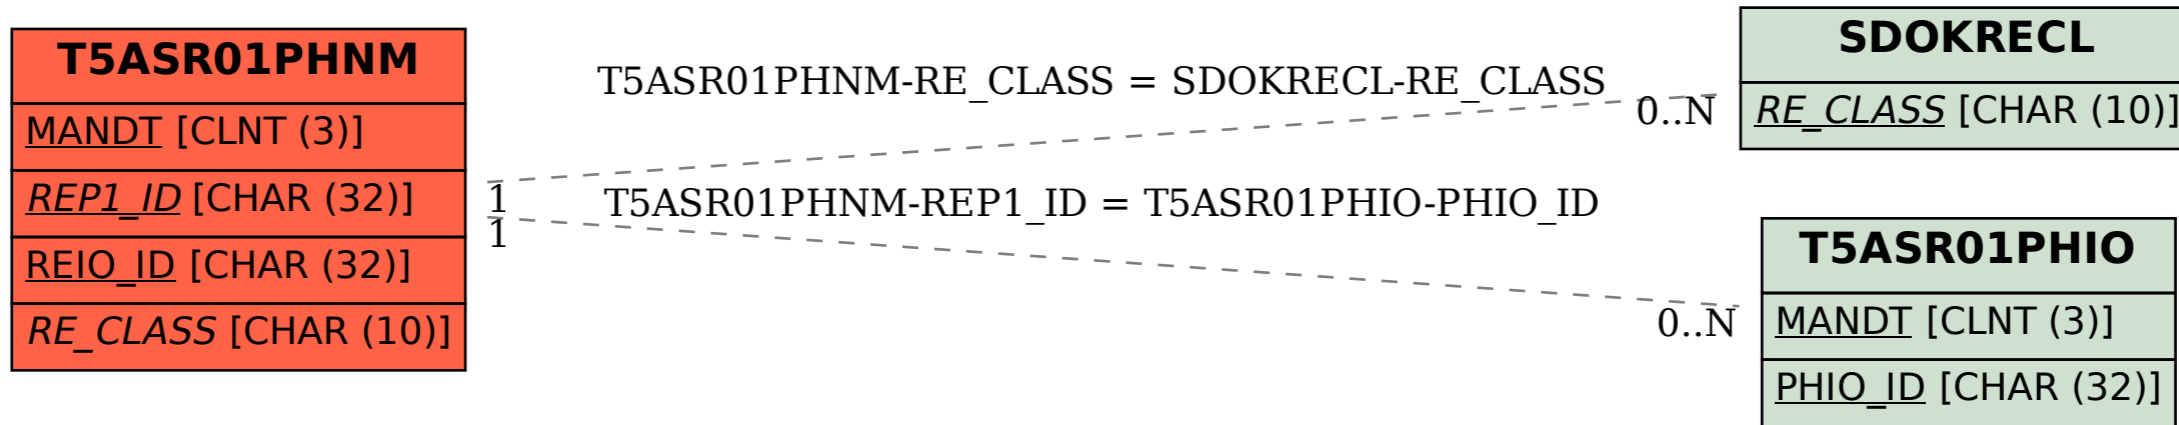 T5ASR01PHNM
MANDT [CLNT (3)]
REP1_ID [CHAR (32)]
REIO_ID [CHAR (32)]
RE_CLASS [CHAR (10)]
T5ASR01PHNM-RE_CLASS = SDOKRECL-RE_CLASS
0..N
1
T5ASR01PHNM-REP1_ID = T5ASR01PHIO-PHIO_ID
1
0..N
SDOKRECL
RE_CLASS [CHAR (10)]
T5ASR01PHIO
MANDT [CLNT (3)]
PHIO_ID [CHAR (32)]